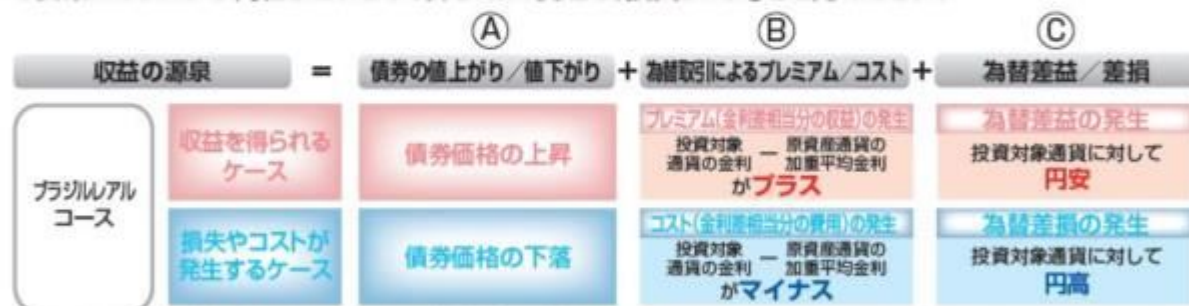 Ⓐ Ⓑ Ⓒ
収益の源泉 = 債券の値上がり／値下がり + 為替取引によるプレミアム／コスト + 為替差益／差損
ブラジルレアル
コース
収益を得られる
ケース
債券価格の上昇
プレミアム(金利差相当分の収益)の発生
投資対象
通貨の金利 － 原資産通貨の
加重平均金利
がプラス
為替差益の発生
投資対象通貨に対して
円安
損失やコストが
発生するケース
債券価格の下落
コスト(金利差相当分の費用)の発生
投資対象
通貨の金利 － 原資産通貨の
加重平均金利
がマイナス
為替差損の発生
投資対象通貨に対して
円高